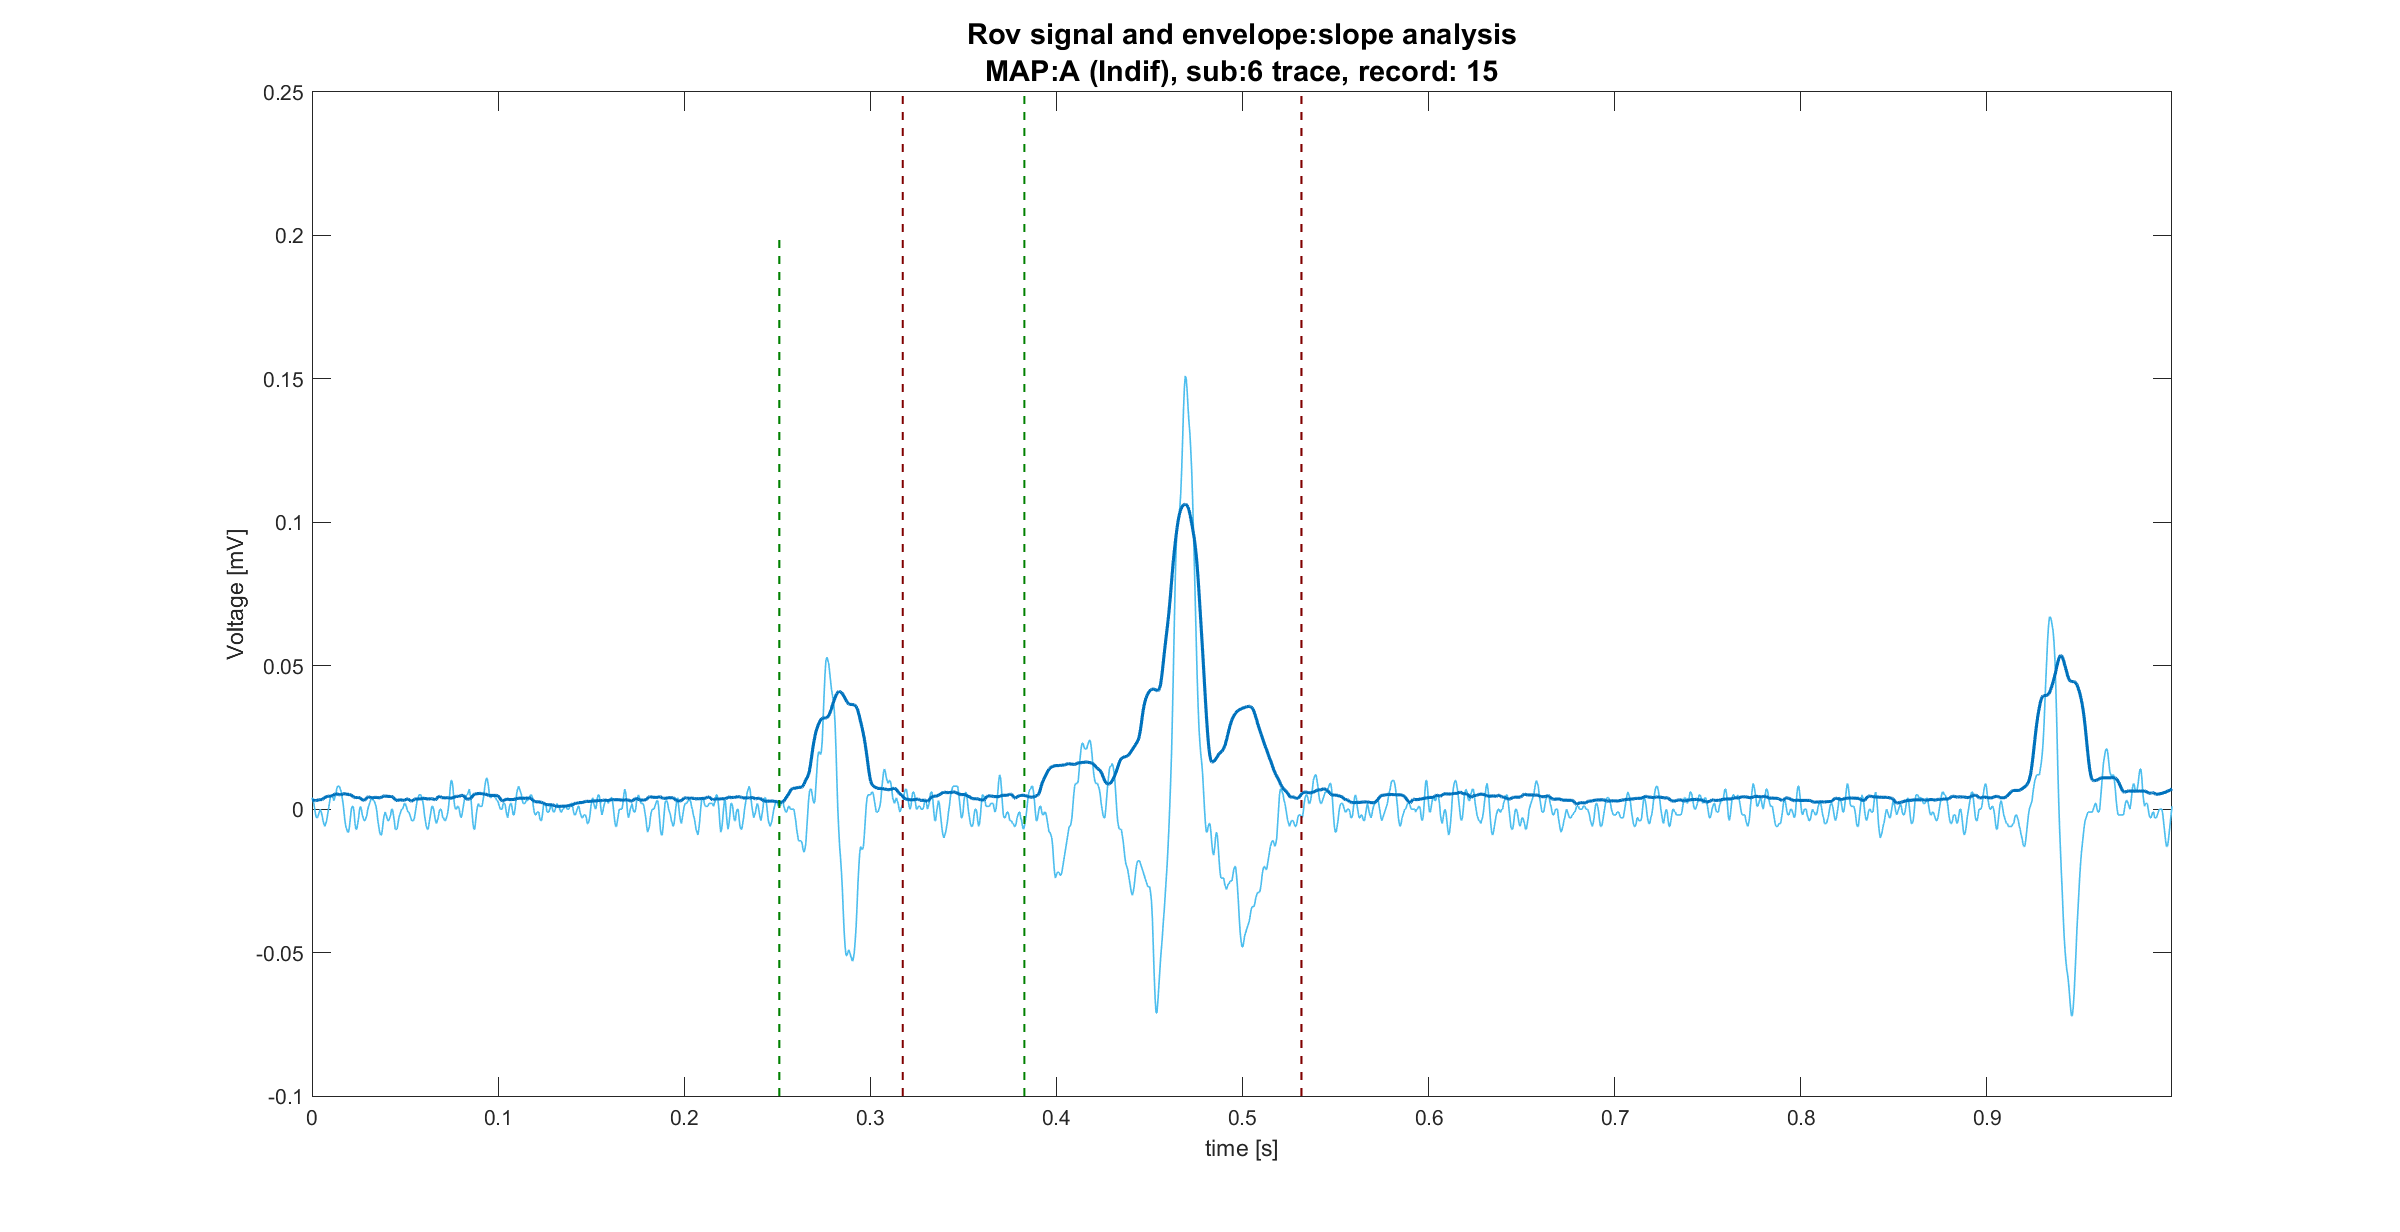 Rov signal and envelope:slope analysis
MAP:A (Indif), sub:6 trace, record: 15
0.25
0.2
0.15
0.1
0.05
0
-0.05
-0.1
Voltage [mV]
0 0.1 0.2 0.3 0.4 0.5 0.6 0.7 0.8 0.9
time [s]